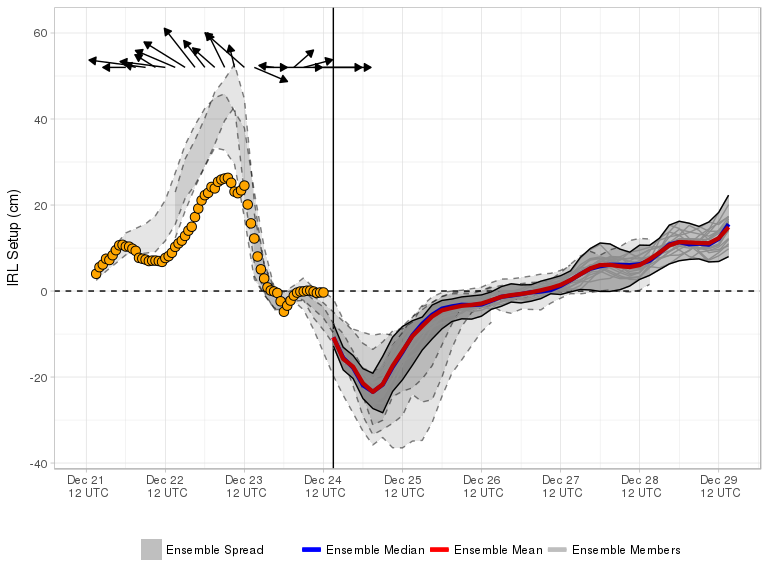 IRL Setup (cm)
60
40
20
0
-20
-40
Dec 21 Dec 22 Dec 23 Dec 24 Dec 25 Dec 26 Dec 27 Dec 28 Dec 29
12 UTC 12 UTC 12 UTC 12 UTC 12 UTC 12 UTC 12 UTC 12 UTC 12 UTC
Ensemble Spread Ensemble Median Ensemble Mean Ensemble Members